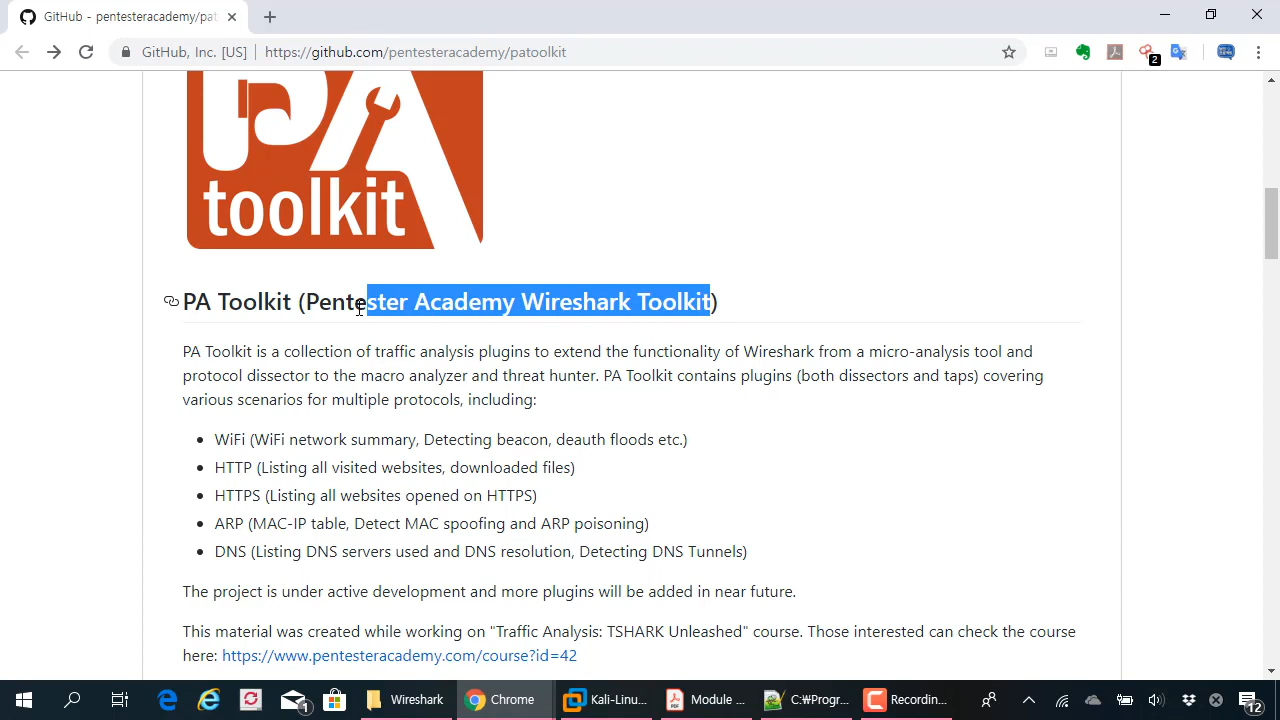 GitHub - pentesteracademy/pat
GitHub, Inc. [US] | https://github.com/pentesteracademy/patoolkit
2
PA
toolkit
PA Toolkit (Pentester Academy Wireshark Toolkit)
PA Toolkit is a collection of traffic analysis plugins to extend the functionality of Wireshark from a micro-analysis tool and
protocol dissector to the macro analyzer and threat hunter. PA Toolkit contains plugins (both dissectors and taps) covering
various scenarios for multiple protocols, including:
• WiFi (WiFi network summary, Detecting beacon, deauth floods etc.)
• HTTP (Listing all visited websites, downloaded files)
• HTTPS (Listing all websites opened on HTTPS)
• ARP (MAC-IP table, Detect MAC spoofing and ARP poisoning)
• DNS (Listing DNS servers used and DNS resolution, Detecting DNS Tunnels)
The project is under active development and more plugins will be added in near future.
This material was created while working on "Traffic Analysis: TSHARK Unleashed" course. Those interested can check the course
here: https://www.pentesteracademy.com/course?id=42
1 Wireshark Chrome Kali-Linu... Module ... C:₩Progr... Recordin... 12